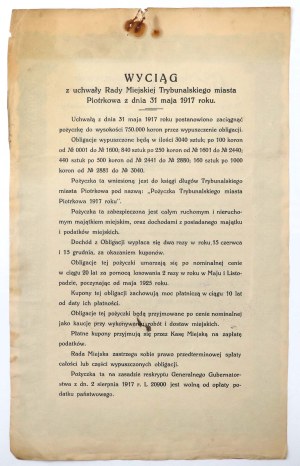 WYCIĄG
z uchwały Rady Miejskiej Trybunalskiego miasta
Piotrkowa z dnia 31 maja 1917 roku.
Uchwałą z dnia 31 maja 1917 roku postanowiono zaciągnąć
pożyczkę do wysokości 750.000 koron przez wypuszczenie obligacji.
Obligacje wypuszczone będą w ilości 3040 sztuk; po 100 koron
od № 0001 do № 1600, 840 sztuk po 250 koron od № 1601 do № 2440;
440 sztuk po 500 koron od № 2441 do № 2880; 160 sztuk po 1000
koron od № 2881 do № 3040.
Pożyczka ta wniesioną jest do księgi długów Trybunalskiego
miasta Piotrkowa pod nazwą: „Pożyczka Trybunalskiego miasta
Piotrkowa 1917 roku".
Pożyczka ta zabezpieczona jest całym ruchomym i nierucho-
mym majątkiem miejskim, oraz dochodami z posiadanego majątku
i podatków miejskich.
Dochód z Obligacji wypłaca się dwa razy w roku, 15 czerwca
i 15 grudnia, za okazaniem kuponów.
Obligacje tej pożyczki umarzają się po nominalnej cenie
w ciągu 20 lat za pomocą losowania 2 razy w roku w Maju i Listo-
podzie, poczynając od maja 1925 roku.
Kupony tej obligacji zachowują moc płatniczą w ciągu 10 lat
od daty ich płatności.
Obligacje tej pożyczki będą przyjmowane po cenie nominalnej
jako kaucje przy wykonywaniu robót i dostaw miejskich.
Płatne kupony przyjmują się przez Kasę Miejską na zapłatę
podatków.
Rada Miejska zastrzega sobie prawo przedterminowej spłaty
całości lub części wypuszczonych obligacji.
Pożyczka ta na zasadzie reskryptu Generalnego Gubernator-
stwa z dn. 2 sierpnia 1917 r. L. 20900 jest wolną od opłaty po-
datku państwowego.